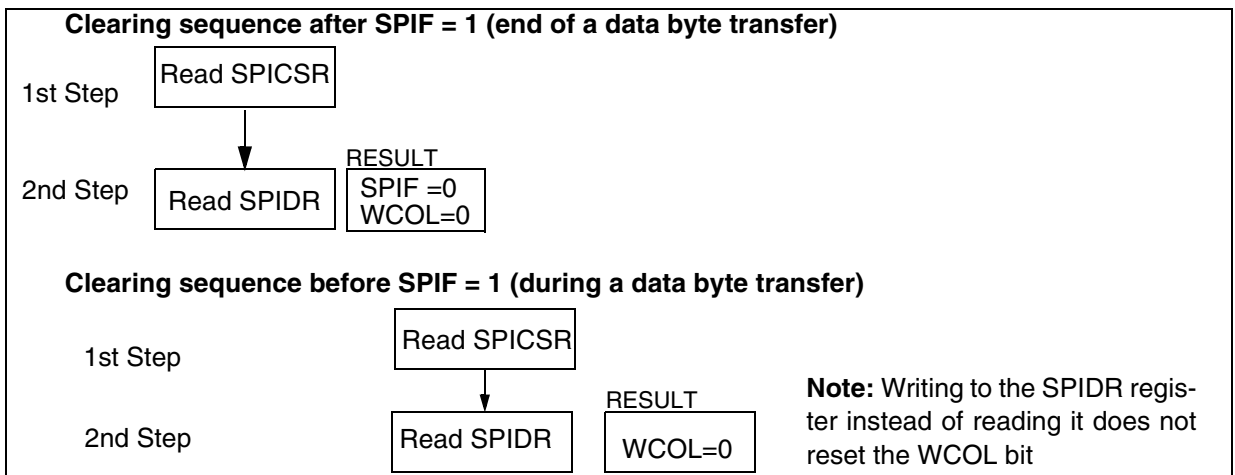 Clearing sequence after SPIF = 1 (end of a data byte transfer)
1st Step
Read SPICSR
2nd Step
Read SPIDR
RESULT
SPIF =0
WCOL=0
Clearing sequence before SPIF = 1 (during a data byte transfer)
1st Step
Read SPICSR
2nd Step
Read SPIDR
RESULT
WCOL=0
Note: Writing to the SPIDR regis-
ter instead of reading it does not
reset the WCOL bit